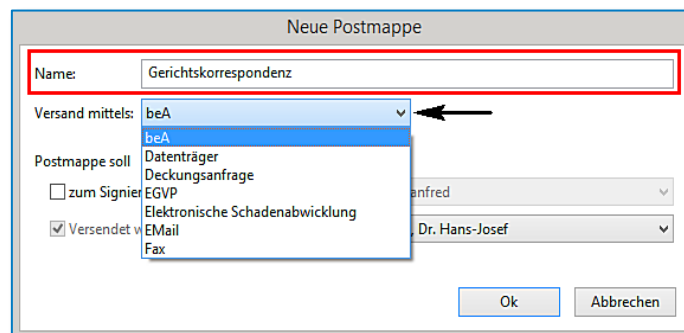 Neue Postmappe
Name: Gerichtskorrespondenz
Versand mittels: beA
beA
Datenträger
Postmappe soll
Deckungsanfrage
zum Signier
EGVP
anfred
Elektronische Schadenabwicklung
Versendet w
EMail
, Dr. Hans-Josef
Fax
Ok Abbrechen